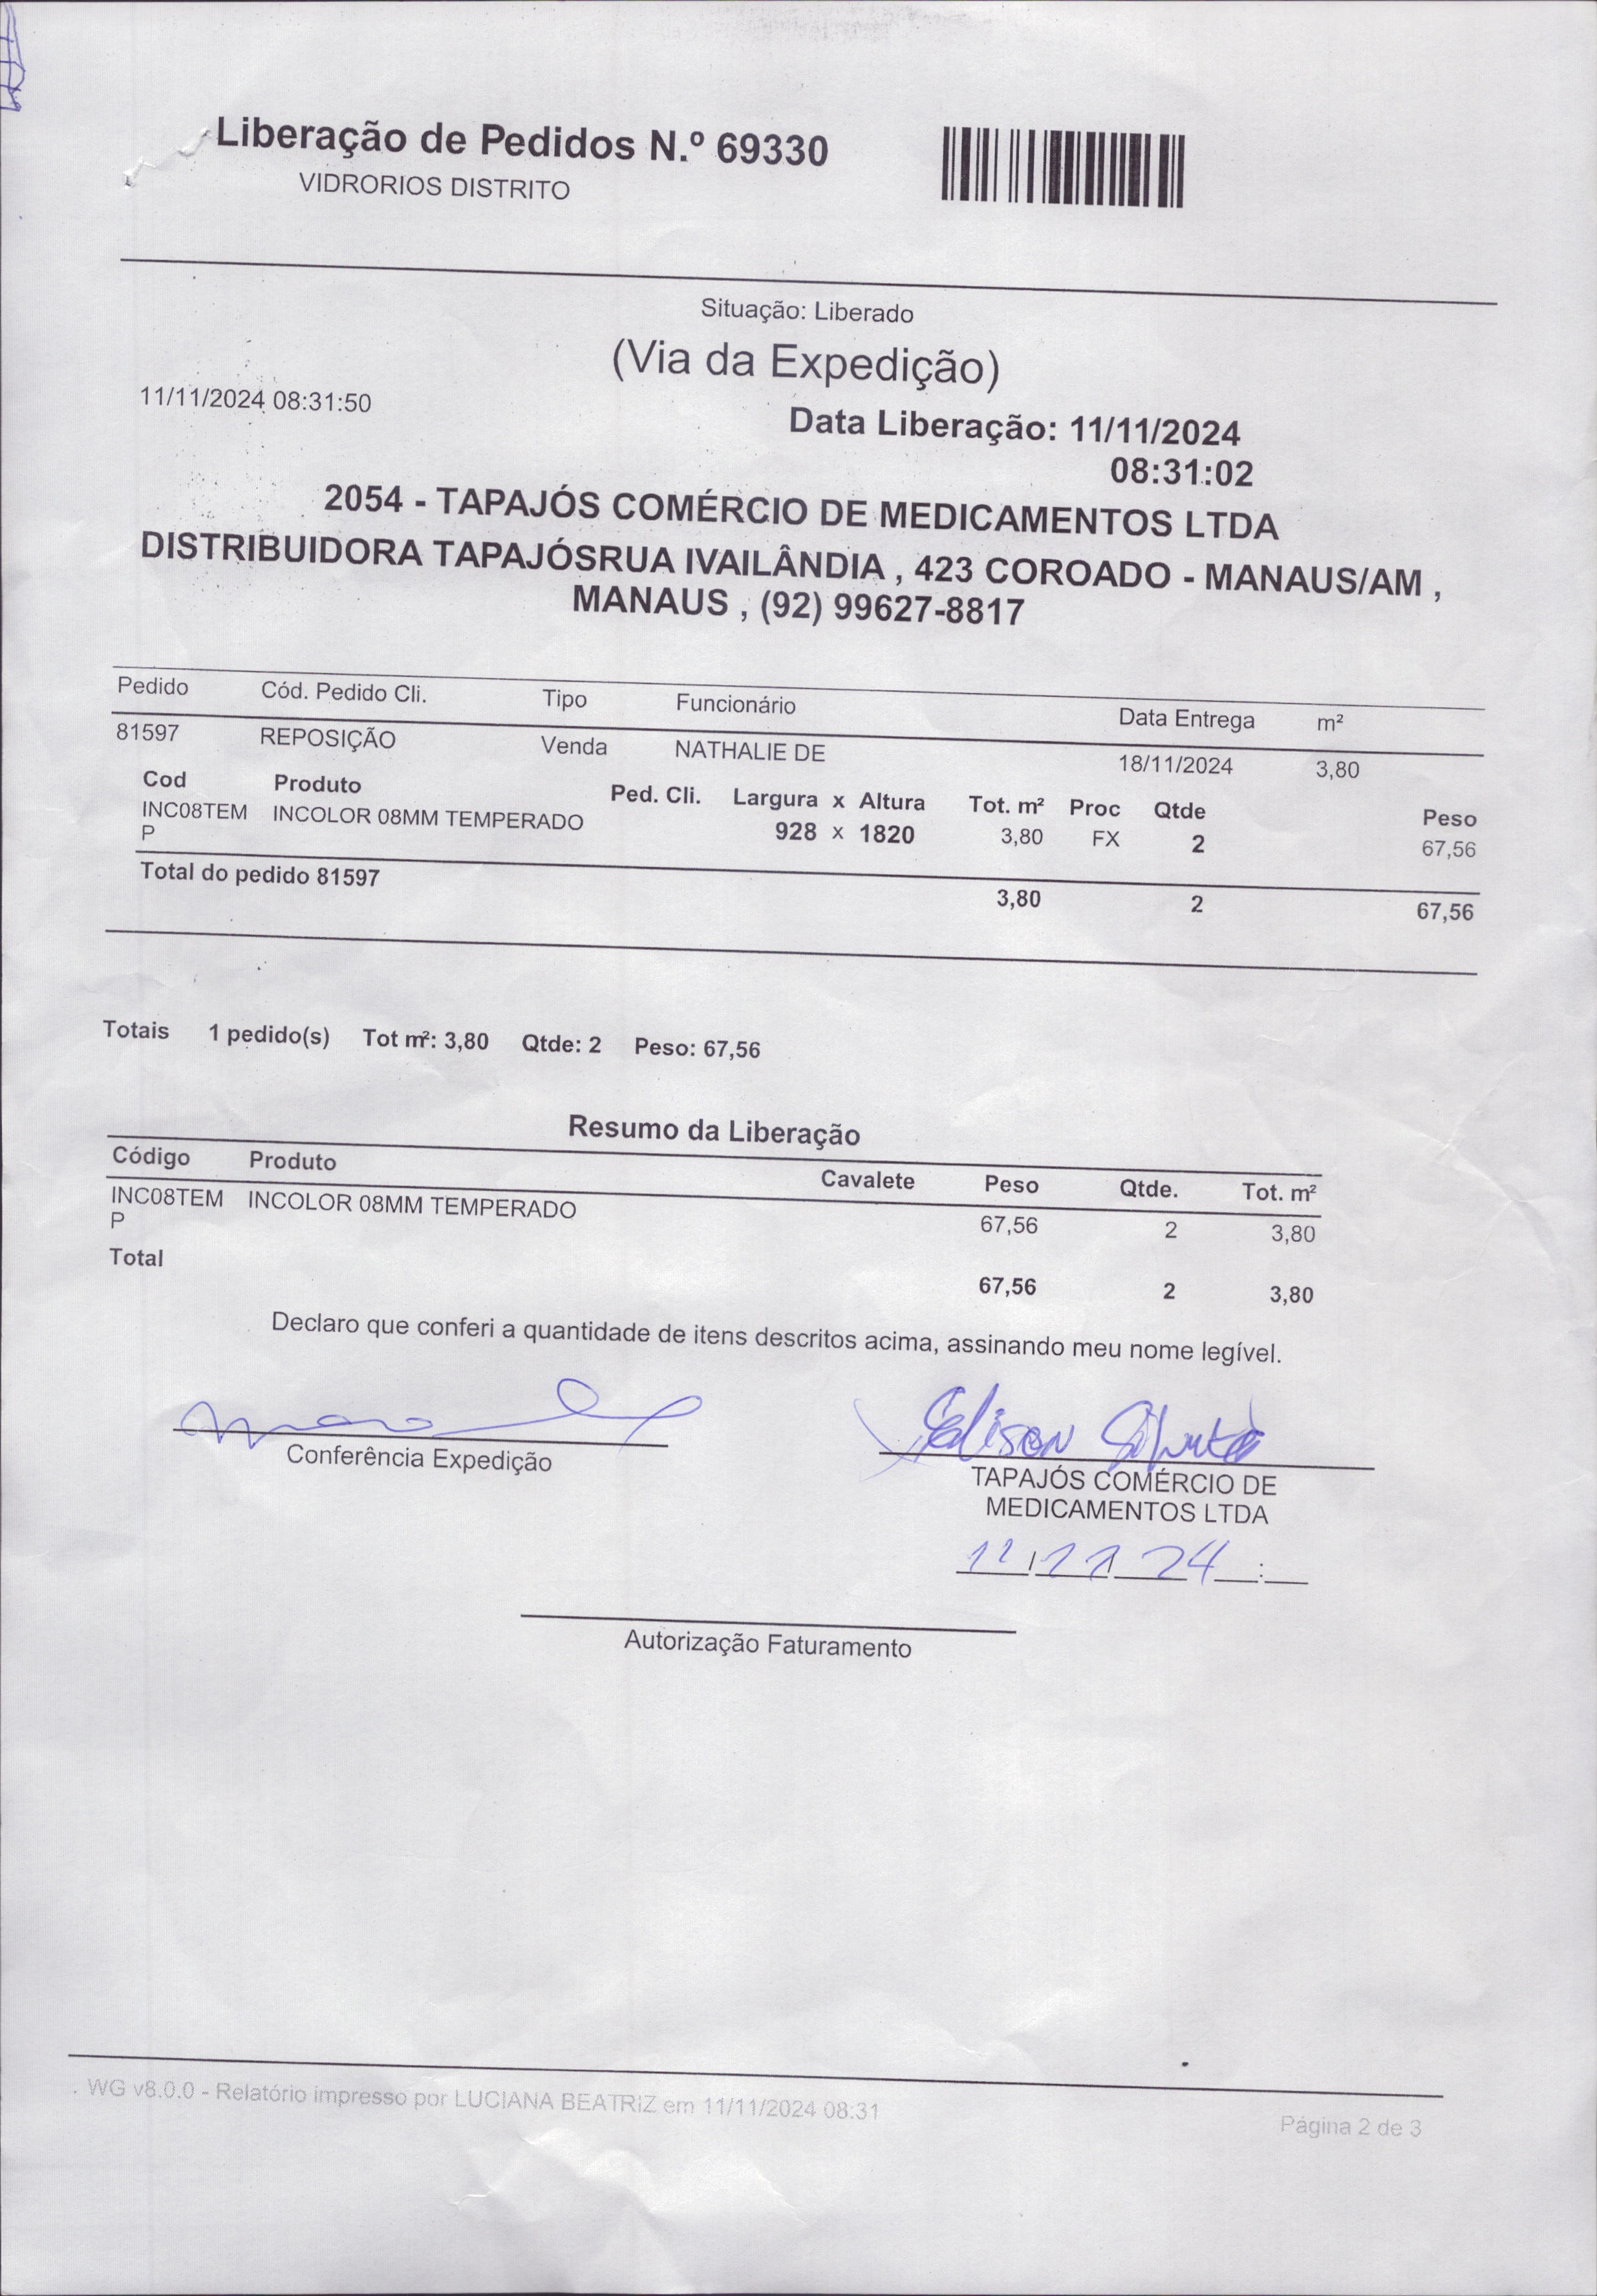 Liberação de Pedidos N.º 69330
VIDRORIOS DISTRITO
Situação: Liberado
(Via da Expedição)
11/11/2024 08:31:50
Data Liberação: 11/11/2024
08:31:02
2054 - TAPAJÓS COMÉRCIO DE MEDICAMENTOS LTDA
DISTRIBUIDORA TAPAJÓSRUA IVAILÂNDIA , 423 COROADO - MANAUS/AM ,
MANAUS , (92) 99627-8817
Pedido Cód. Pedido Cli. Tipo Funcionário Data Entrega m²
81597 REPOSIÇÃO Venda NATHALIE DE 18/11/2024 3,80
Cod Produto Ped. Cli. Largura x Altura Tot. m² Proc Qtde Peso
INC08TEM INCOLOR 08MM TEMPERADO 928 x 1820 3,80 FX 2 67,56
P
Total do pedido 81597 3,80 2 67,56
Totais 1 pedido(s) Tot m²: 3,80 Qtde: 2 Peso: 67,56
Resumo da Liberação
Código Produto Cavalete Peso Qtde. Tot. m²
INC08TEM INCOLOR 08MM TEMPERADO 67,56 2 3,80
P
Total 67,56 2 3,80
Declaro que conferi a quantidade de itens descritos acima, assinando meu nome legível.
Edison
Conferência Expedição
TAPAJÓS COMÉRCIO DE
MEDICAMENTOS LTDA
11/11/24 :
Autorização Faturamento
. WG v8.0.0 - Relatório impresso por LUCIANA BEATRIZ em 11/11/2024 08:31
Página 2 de 3